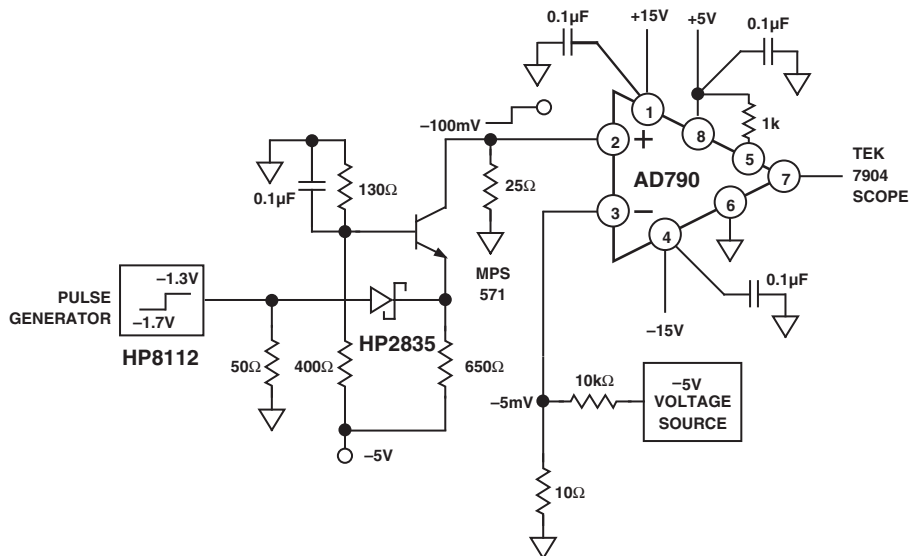 0.1µF
+15V
+5V
0.1µF
–100mV
1
8
1k
2
+
5
TEK
7904
SCOPE
7
AD790
25Ω
0.1µF
130Ω
3
–
6
4
MPS
571
0.1µF
PULSE
GENERATOR
–1.3V
–1.7V
HP8112
HP2835
–15V
50Ω
400Ω
650Ω
10kΩ
–5V
VOLTAGE
SOURCE
–5mV
–5V
10Ω